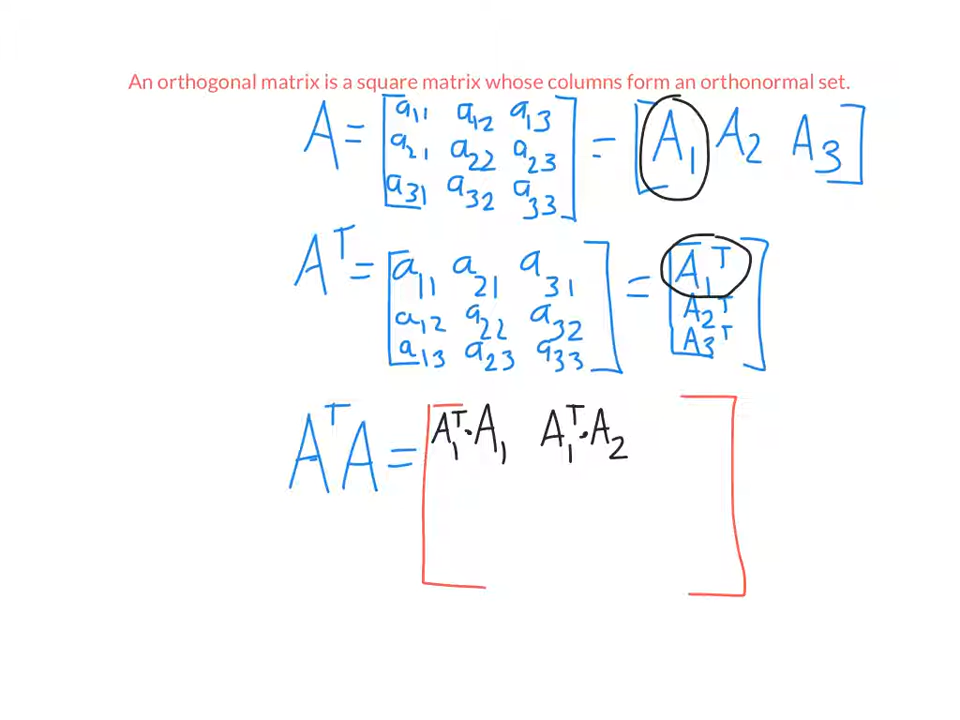 An orthogonal matrix is a square matrix whose columns form an orthonormal set.
A = [a11 a12 a13 = [A1 A2 A3]
a21 a22 a23
a31 a32 a33]
A^T = [a11 a21 a31 = [A1^T
a12 a22 a32 A2^T
a13 a23 a33] A3^T]
A^T A = [A1^T·A1 A1^T·A2 ]